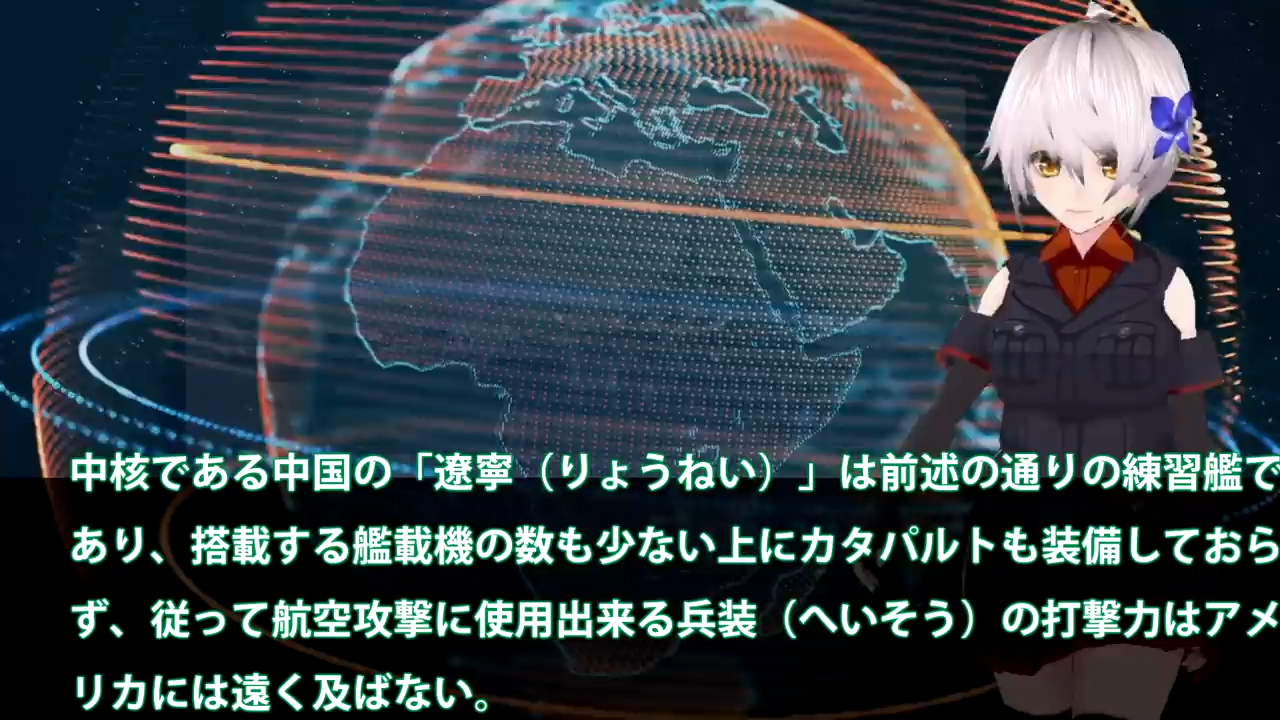 中核である中国の「遼寧（りょうねい）」は前述の通りの練習艦で
あり、搭載する艦載機の数も少ない上にカタパルトも装備しておら
ず、従って航空攻撃に使用出来る兵装（へいそう）の打撃力はアメ
リカには遠く及ばない。